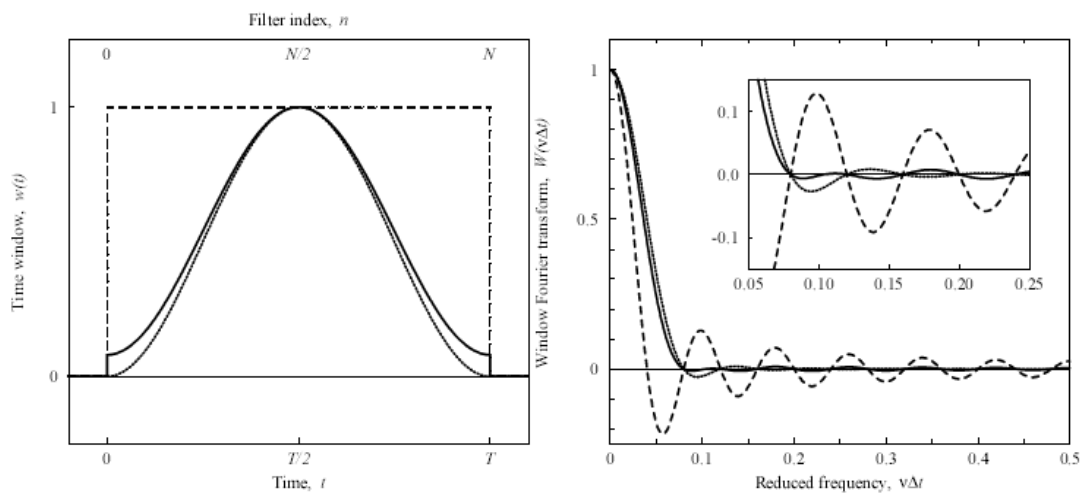 Filter index, n
0 N/2 N
1
0
Time window, w(t)
0 T/2 T
Time, t
Window Fourier transform, W(νΔt)
1
0.5
0
0.1
0.0
-0.1
0.05 0.10 0.15 0.20 0.25
0 0.1 0.2 0.3 0.4 0.5
Reduced frequency, νΔt